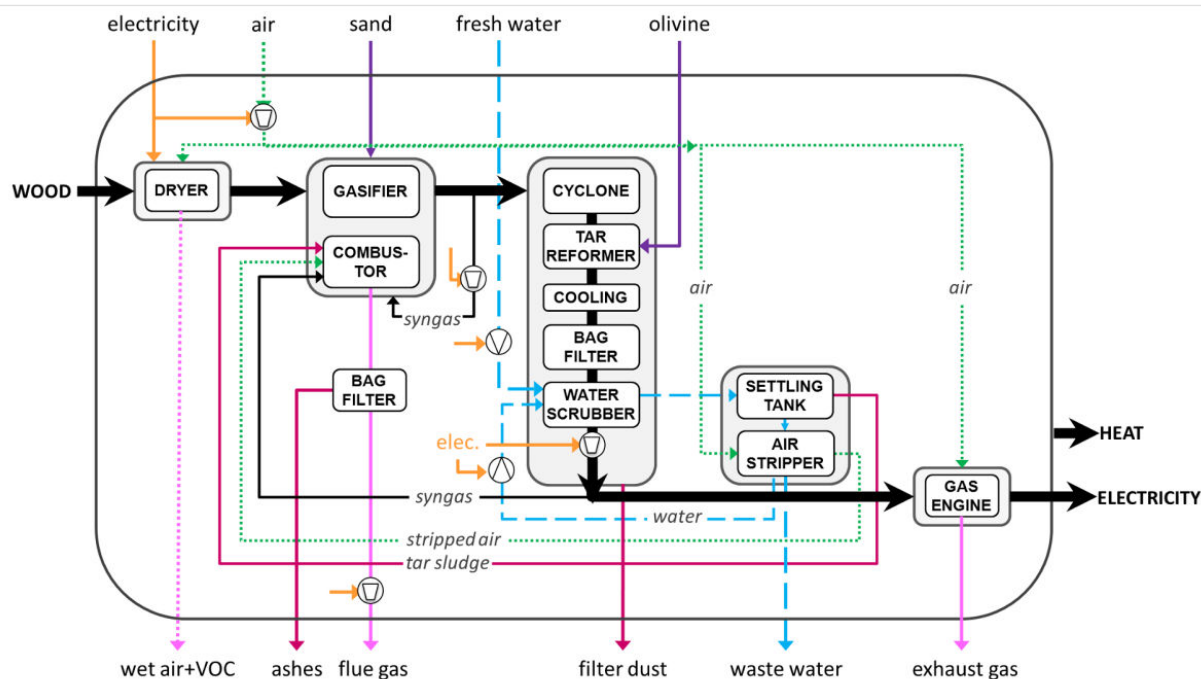 electricity
air
sand
fresh water
olivine
WOOD
DRYER
GASIFIER
CYCLONE
COMBUS-
TOR
TAR
REFORMER
COOLING
syngas
air
air
BAG
FILTER
BAG
FILTER
WATER
SCRUBBER
SETTLING
TANK
elec.
AIR
STRIPPER
HEAT
syngas
water
GAS
ENGINE
ELECTRICITY
stripped air
tar sludge
wet air+VOC
ashes
flue gas
filter dust
waste water
exhaust gas